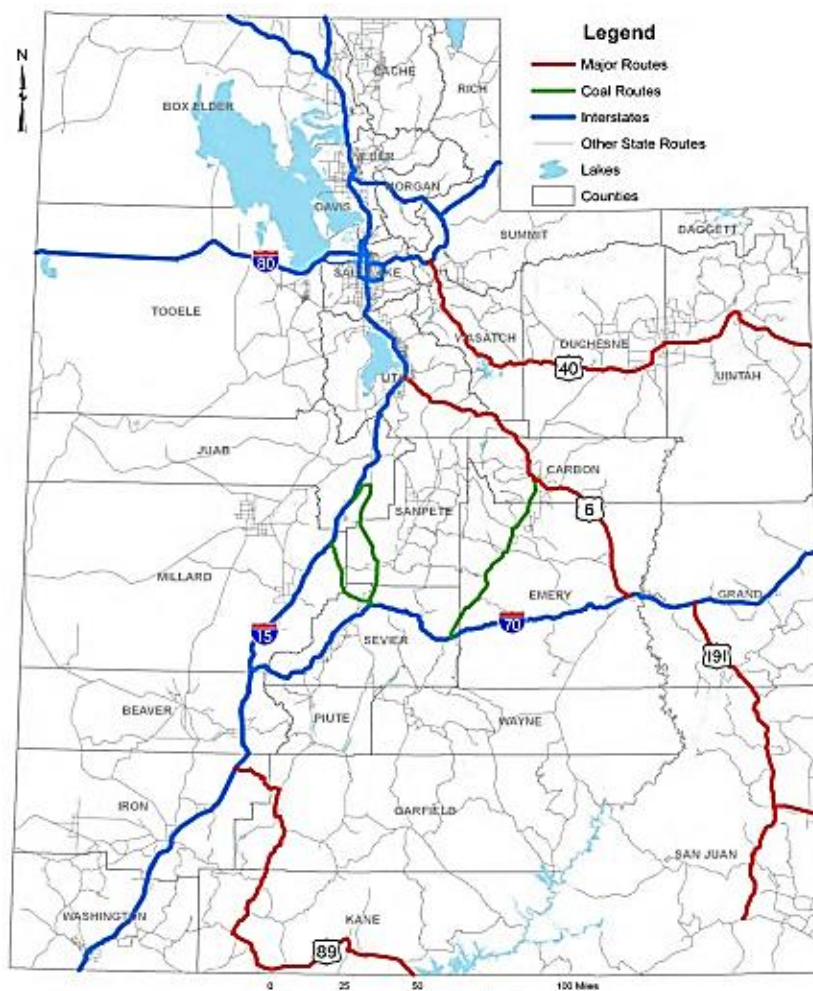 N
Legend
Major Routes
Coal Routes
Interstates
Other State Routes
Lakes
Counties
CACHE
RICH
BOX ELDER
MORGAN
DAVIS
SUMMIT
DAGGETT
80
SALT LAKE
TOOELE
WASATCH
DUCHESNE
40
UINTAH
UTAH
JUAB
CARBON
6
SANPETE
MILLARD
EMERY
GRAND
15
70
SEVIER
191
BEAVER
PIUTE
WAYNE
IRON
GARFIELD
SAN JUAN
WASHINGTON
KANE
89
0 25 50 100 Miles